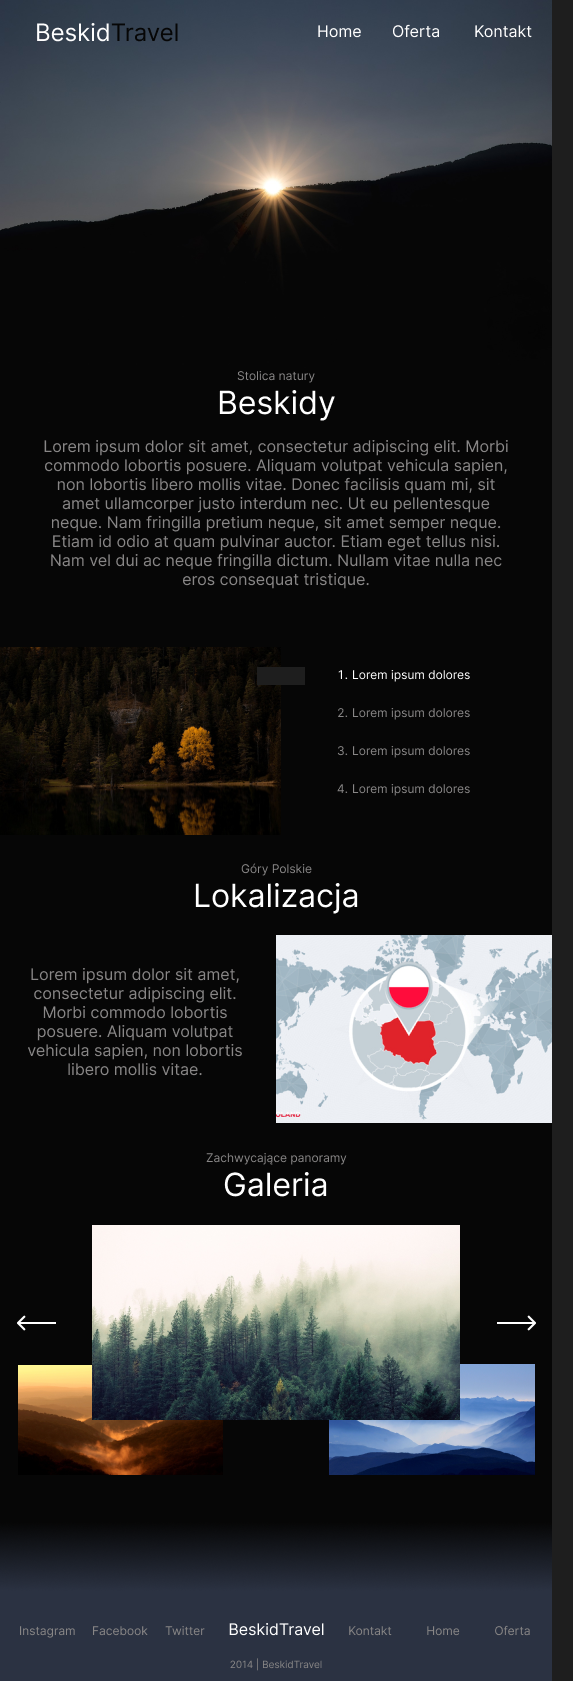 BeskidTravel Home Oferta Kontakt
Stolica natury
Beskidy
Lorem ipsum dolor sit amet, consectetur adipiscing elit. Morbi
commodo lobortis posuere. Aliquam volutpat vehicula sapien,
non lobortis libero mollis vitae. Donec facilisis quam mi, sit
amet ullamcorper justo interdum nec. Ut eu pellentesque
neque. Nam fringilla pretium neque, sit amet semper neque.
Etiam id odio at quam pulvinar auctor. Etiam eget tellus nisi.
Nam vel dui ac neque fringilla dictum. Nullam vitae nulla nec
eros consequat tristique.
1. Lorem ipsum dolores
2. Lorem ipsum dolores
3. Lorem ipsum dolores
4. Lorem ipsum dolores
Góry Polskie
Lokalizacja
Lorem ipsum dolor sit amet,
consectetur adipiscing elit.
Morbi commodo lobortis
posuere. Aliquam volutpat
vehicula sapien, non lobortis
libero mollis vitae.
Zachwycające panoramy
Galeria
Instagram Facebook Twitter BeskidTravel Kontakt Home Oferta
2014 | BeskidTravel